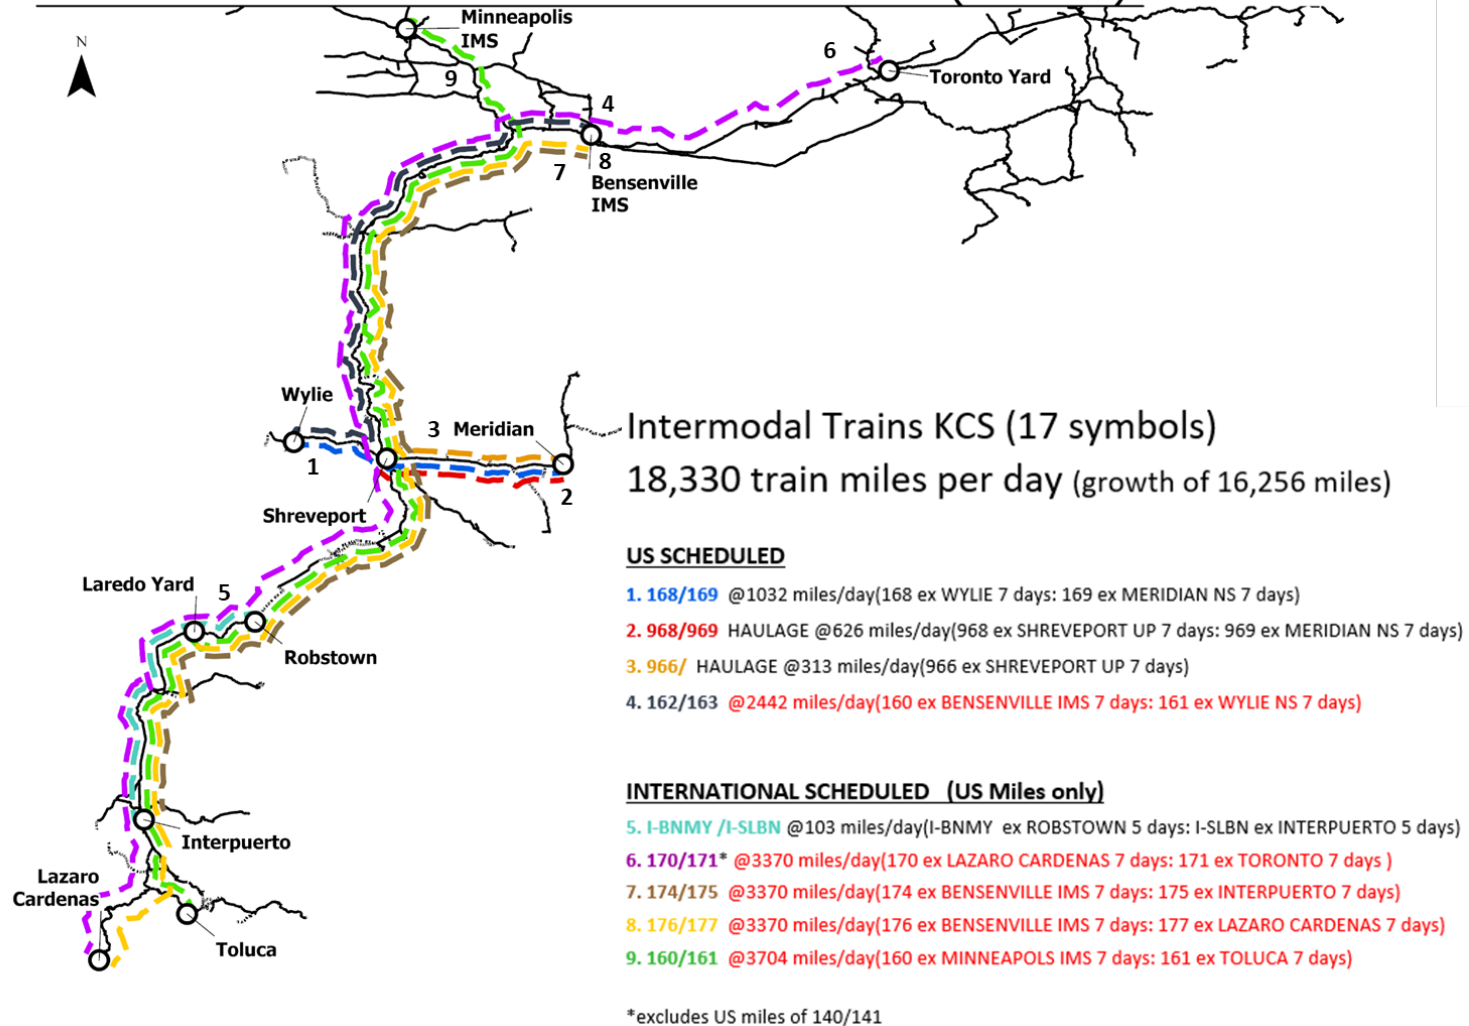 Minneapolis
IMS
N
9
6
Toronto Yard
4
8
7
Bensenville
IMS
Wylie
3 Meridian
1
2
Shreveport
Laredo Yard
5
Robstown
Interpuerto
Lazaro
Cardenas
Toluca
Intermodal Trains KCS (17 symbols)
18,330 train miles per day (growth of 16,256 miles)
US SCHEDULED
1. 168/169 @1032 miles/day(168 ex WYLIE 7 days: 169 ex MERIDIAN NS 7 days)
2. 968/969 HAULAGE @626 miles/day(968 ex SHREVEPORT UP 7 days: 969 ex MERIDIAN NS 7 days)
3. 966/ HAULAGE @313 miles/day(966 ex SHREVEPORT UP 7 days)
4. 162/163 @2442 miles/day(160 ex BENSENVILLE IMS 7 days: 161 ex WYLIE NS 7 days)
INTERNATIONAL SCHEDULED (US Miles only)
5. I-BNMY /I-SLBN @103 miles/day(I-BNMY ex ROBSTOWN 5 days: I-SLBN ex INTERPUERTO 5 days)
6. 170/171* @3370 miles/day(170 ex LAZARO CARDENAS 7 days: 171 ex TORONTO 7 days )
7. 174/175 @3370 miles/day(174 ex BENSENVILLE IMS 7 days: 175 ex INTERPUERTO 7 days)
8. 176/177 @3370 miles/day(176 ex BENSENVILLE IMS 7 days: 177 ex LAZARO CARDENAS 7 days)
9. 160/161 @3704 miles/day(160 ex MINNEAPOLS IMS 7 days: 161 ex TOLUCA 7 days)
*excludes US miles of 140/141